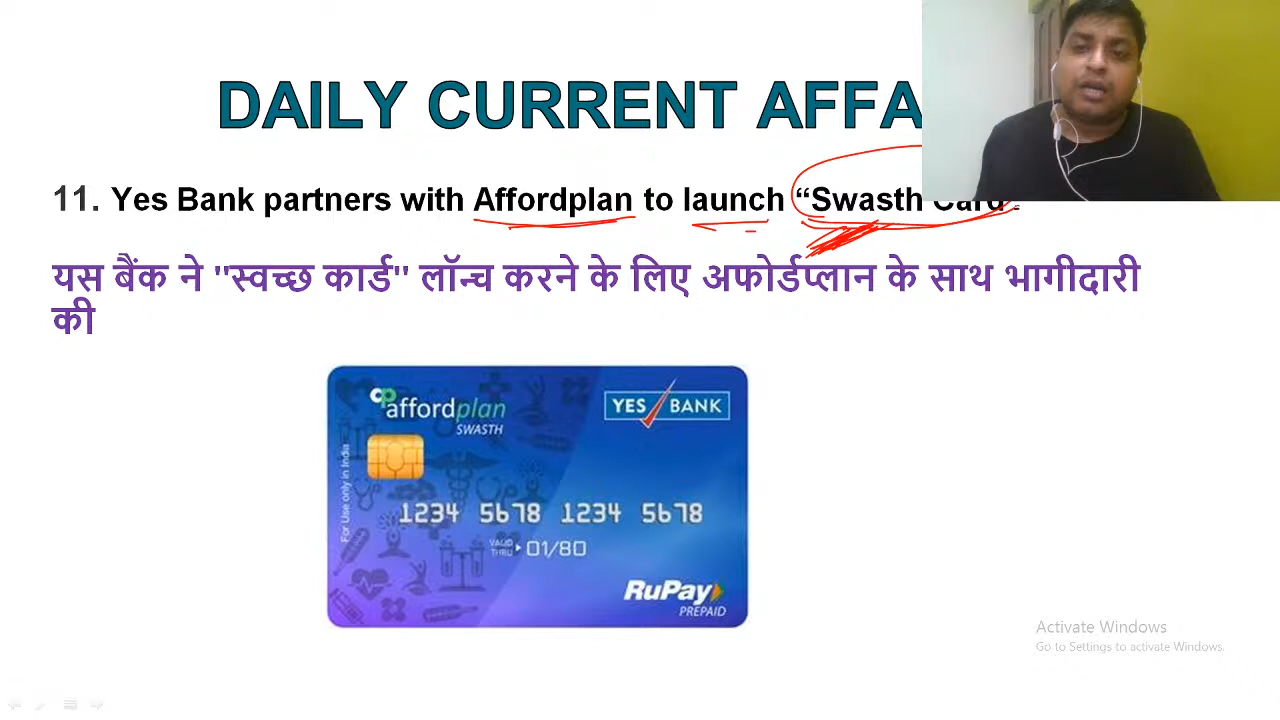 DAILY CURRENT AFFA
11. Yes Bank partners with Affordplan to launch “Swasth Card”
यस बैंक ने "स्वच्छ कार्ड" लॉन्च करने के लिए अफोर्डप्लान के साथ भागीदारी
की
affordplan
SWASTH
YES BANK
For Use only in India
1234 5678 1234 5678
VALID THRU 01/80
RuPay
PREPAID
Activate Windows
Go to Settings to activate Windows.